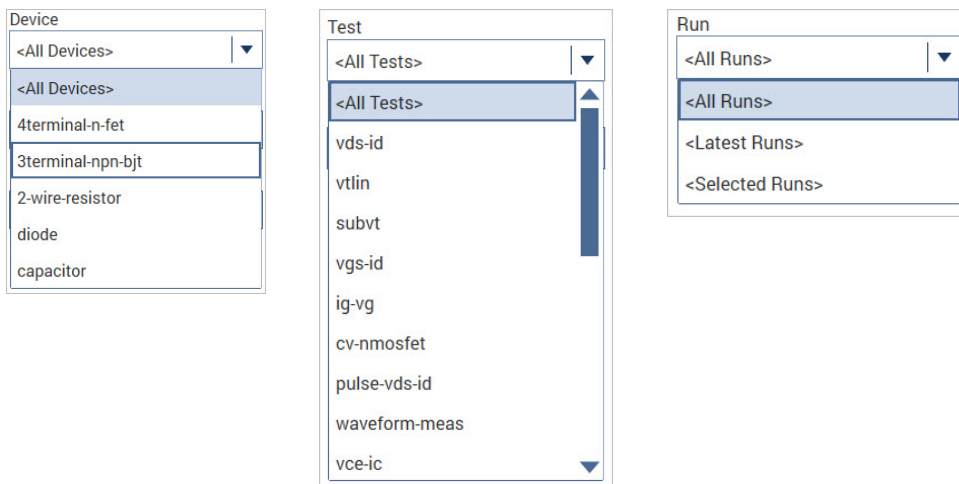 Device
<All Devices>
<All Devices>
4terminal-n-fet
3terminal-npn-bjt
2-wire-resistor
diode
capacitor
Test
<All Tests>
<All Tests>
vds-id
vtlin
subvt
vgs-id
ig-vg
cv-nmosfet
pulse-vds-id
waveform-meas
vce-ic
Run
<All Runs>
<All Runs>
<Latest Runs>
<Selected Runs>